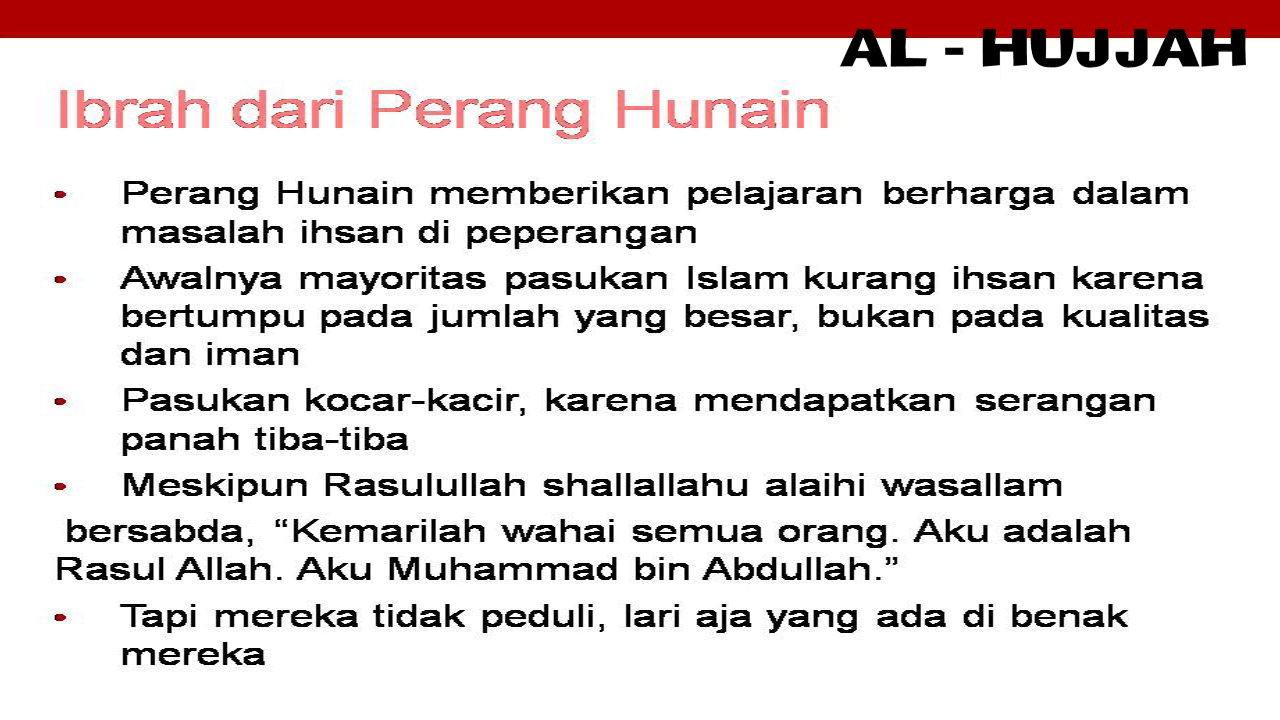 AL - HUJJAH
Ibrah dari Perang Hunain
• Perang Hunain memberikan pelajaran berharga dalam
masalah ihsan di peperangan
• Awalnya mayoritas pasukan Islam kurang ihsan karena
bertumpu pada jumlah yang besar, bukan pada kualitas
dan iman
• Pasukan kocar-kacir, karena mendapatkan serangan
panah tiba-tiba
• Meskipun Rasulullah shallallahu alaihi wasallam
bersabda, “Kemarilah wahai semua orang. Aku adalah
Rasul Allah. Aku Muhammad bin Abdullah.”
• Tapi mereka tidak peduli, lari aja yang ada di benak
mereka